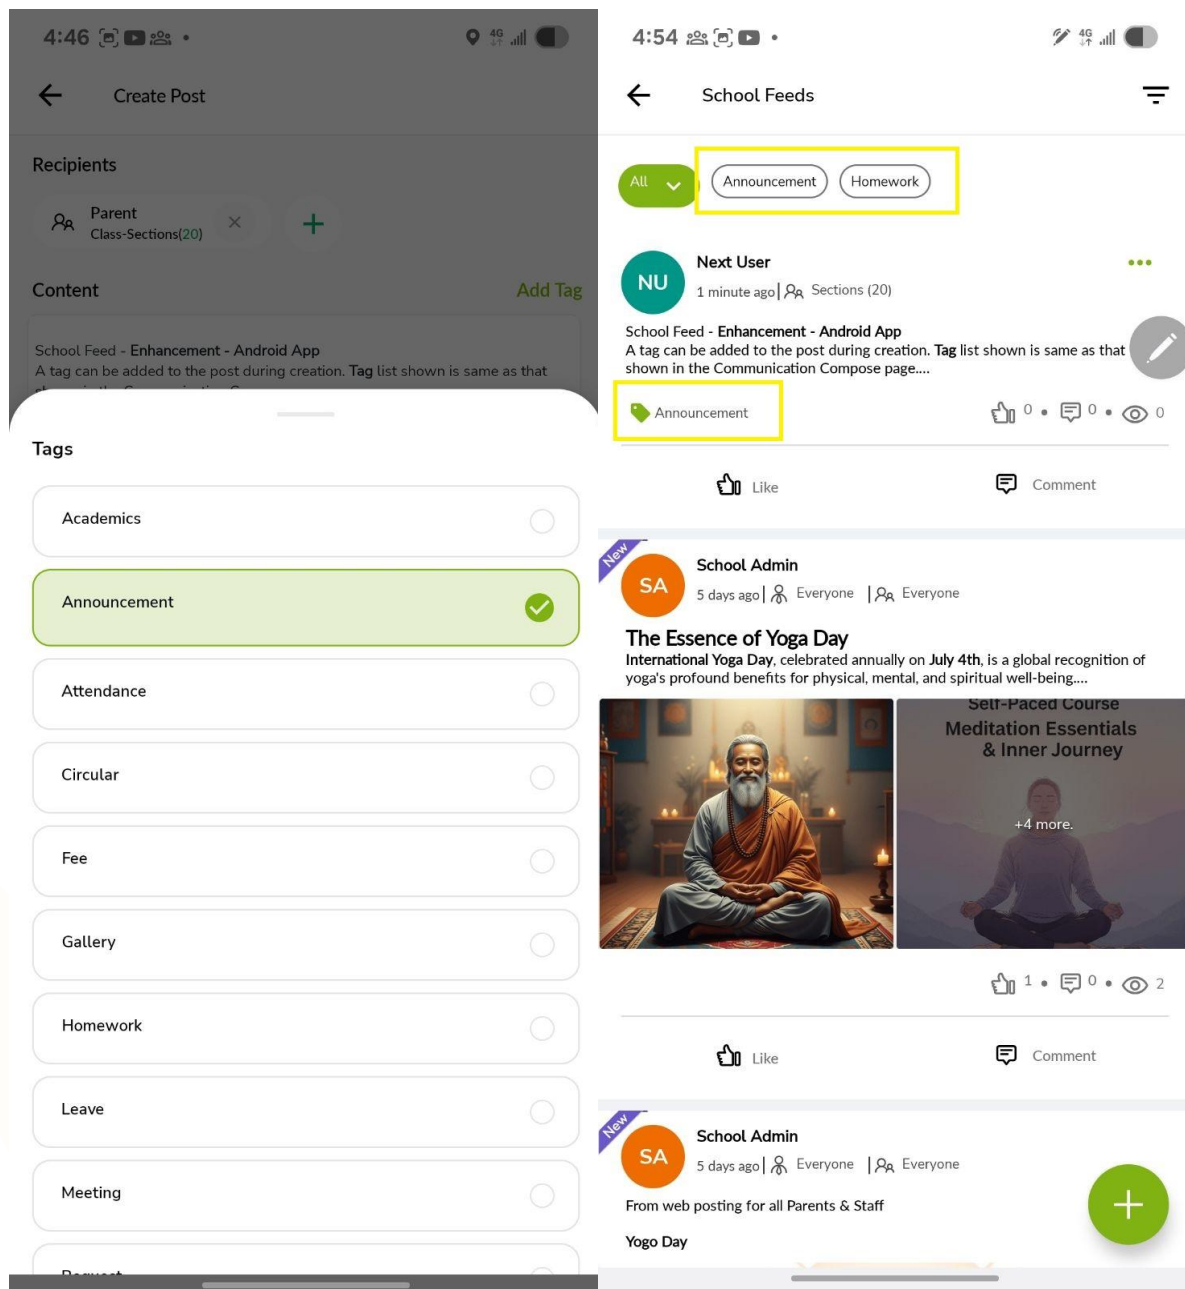 4:46
4G
Create Post
Recipients
Parent
Class-Sections(20)
Content
Add Tag
School Feed - Enhancement - Android App
A tag can be added to the post during creation. Tag list shown is same as that
Tags
Academics
Announcement
Attendance
Circular
Fee
Gallery
Homework
Leave
Meeting
Request
4:54
4G
School Feeds
All
Announcement
Homework
NU
Next User
1 minute ago
Sections (20)
School Feed - Enhancement - Android App
A tag can be added to the post during creation. Tag list shown is same as that
shown in the Communication Compose page....
Announcement
0 • 0 • 0
Like
Comment
New
SA
School Admin
5 days ago
Everyone
Everyone
The Essence of Yoga Day
International Yoga Day, celebrated annually on July 4th, is a global recognition of
yoga's profound benefits for physical, mental, and spiritual well-being....
Self-Paced Course
Meditation Essentials
& Inner Journey
+4 more.
1 • 0 • 2
Like
Comment
New
SA
School Admin
5 days ago
Everyone
Everyone
From web posting for all Parents & Staff
Yogo Day